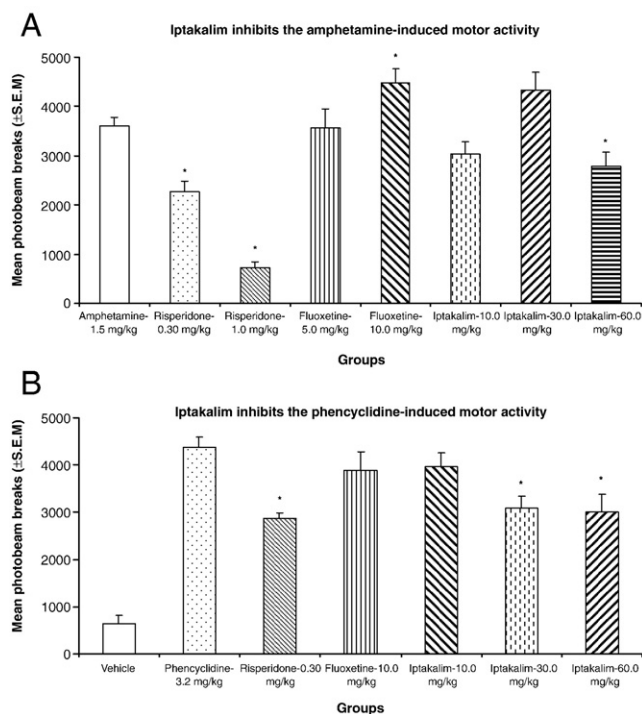 A
Iptakalim inhibits the amphetamine-induced motor activity
Mean photobeam breaks (±S.E.M)
5000
4000
3000
2000
1000
0
*
*
*
*
Amphetamine-1.5 mg/kg
Risperidone-0.30 mg/kg
Risperidone-1.0 mg/kg
Fluoxetine-5.0 mg/kg
Fluoxetine-10.0 mg/kg
Iptakalim-10.0 mg/kg
Iptakalim-30.0 mg/kg
Iptakalim-60.0 mg/kg
Groups
B
Iptakalim inhibits the phencyclidine-induced motor activity
Mean photobeam breaks (±S.E.M)
5000
4000
3000
2000
1000
0
*
*
*
Vehicle
Phencyclidine-3.2 mg/kg
Risperidone-0.30 mg/kg
Fluoxetine-10.0 mg/kg
Iptakalim-10.0 mg/kg
Iptakalim-30.0 mg/kg
Iptakalim-60.0 mg/kg
Groups